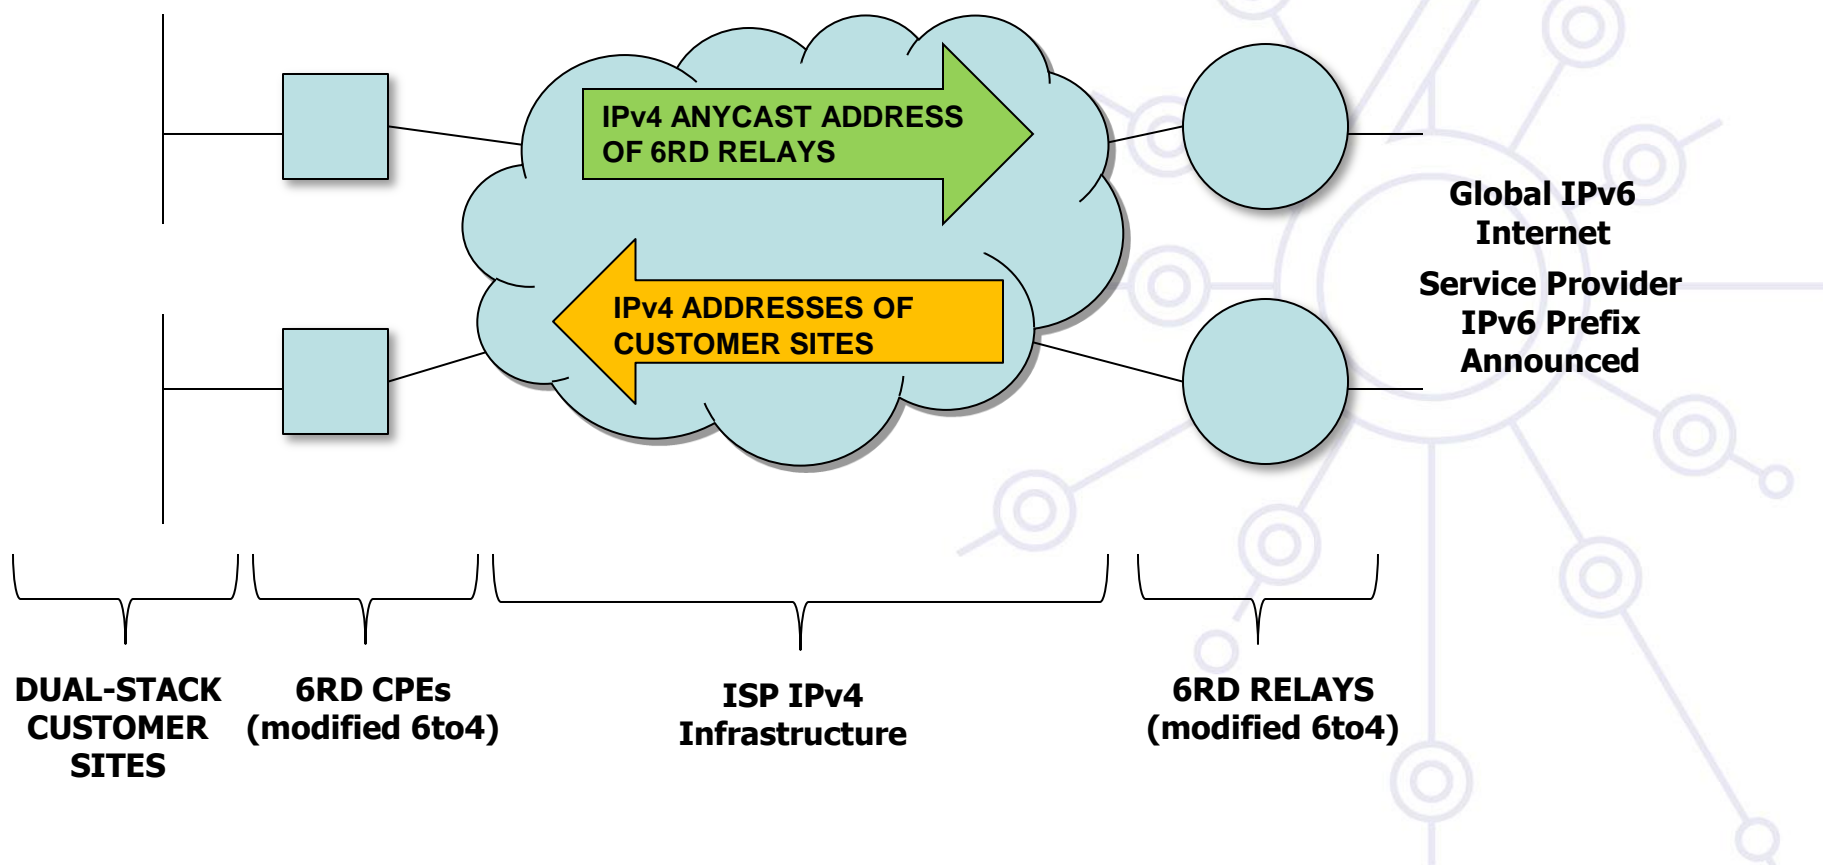 IPv4 ANYCAST ADDRESS
OF 6RD RELAYS
IPv4 ADDRESSES OF
CUSTOMER SITES
Global IPv6
Internet
Service Provider
IPv6 Prefix
Announced
DUAL-STACK
CUSTOMER
SITES
6RD CPEs
(modified 6to4)
ISP IPv4
Infrastructure
6RD RELAYS
(modified 6to4)